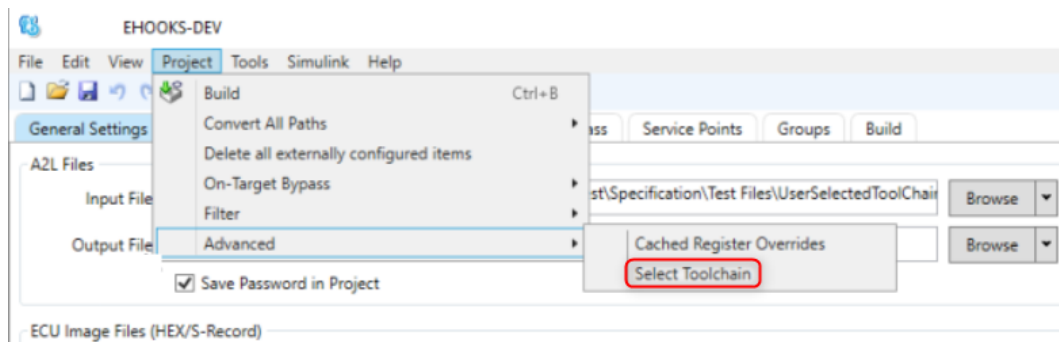 EHOOKS-DEV
File Edit View Project Tools Simulink Help
Build Ctrl+B
General Settings Service Points Groups Build
Convert All Paths
A2L Files
Delete all externally configured items
Input File On-Target Bypass st\Specification\Test Files\UserSelectedToolChain Browse
Filter
Output File Advanced Cached Register Overrides Browse
Select Toolchain
Save Password in Project
ECU Image Files (HEX/S-Record)